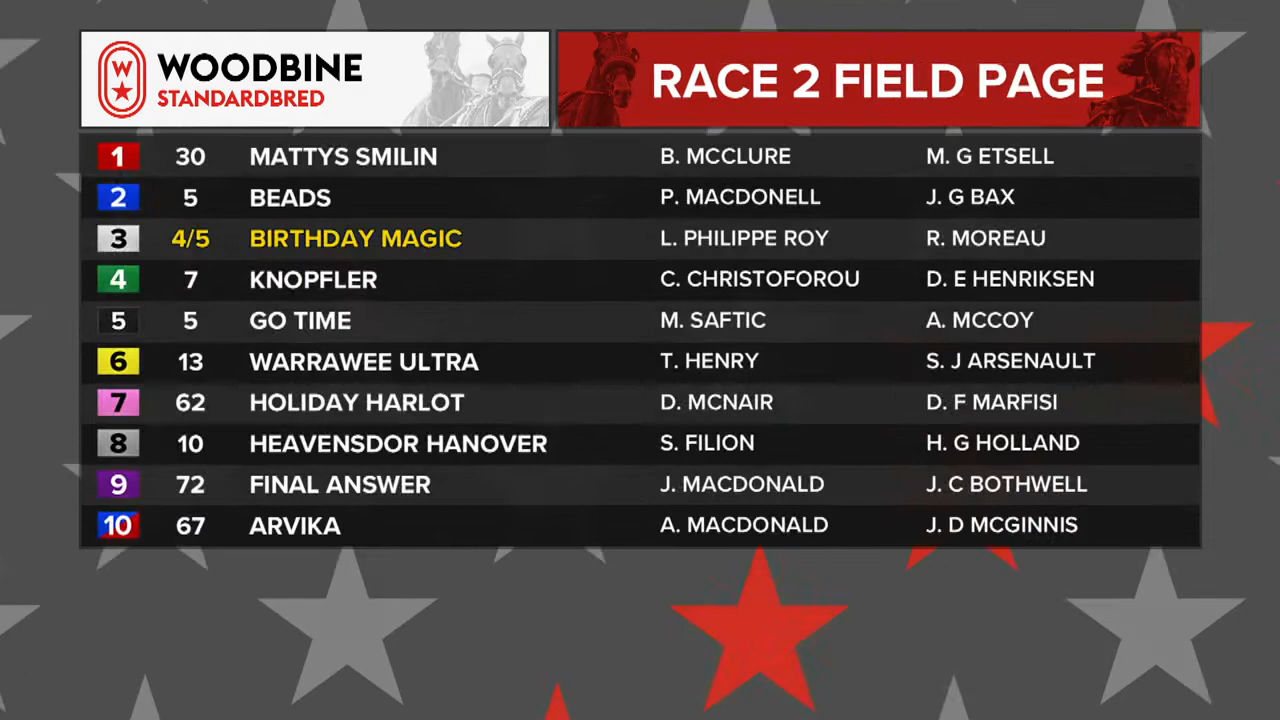 W
WOODBINE
STANDARDBRED
RACE 2 FIELD PAGE
1 30 MATTYS SMILIN B. MCCLURE M. G ETSELL
2 5 BEADS P. MACDONELL J. G BAX
3 4/5 BIRTHDAY MAGIC L. PHILIPPE ROY R. MOREAU
4 7 KNOPFLER C. CHRISTOFOROU D. E HENRIKSEN
5 5 GO TIME M. SAFTIC A. MCCOY
6 13 WARRAWEE ULTRA T. HENRY S. J ARSENAULT
7 62 HOLIDAY HARLOT D. MCNAIR D. F MARFISI
8 10 HEAVENSDOR HANOVER S. FILION H. G HOLLAND
9 72 FINAL ANSWER J. MACDONALD J. C BOTHWELL
10 67 ARVIKA A. MACDONALD J. D MCGINNIS